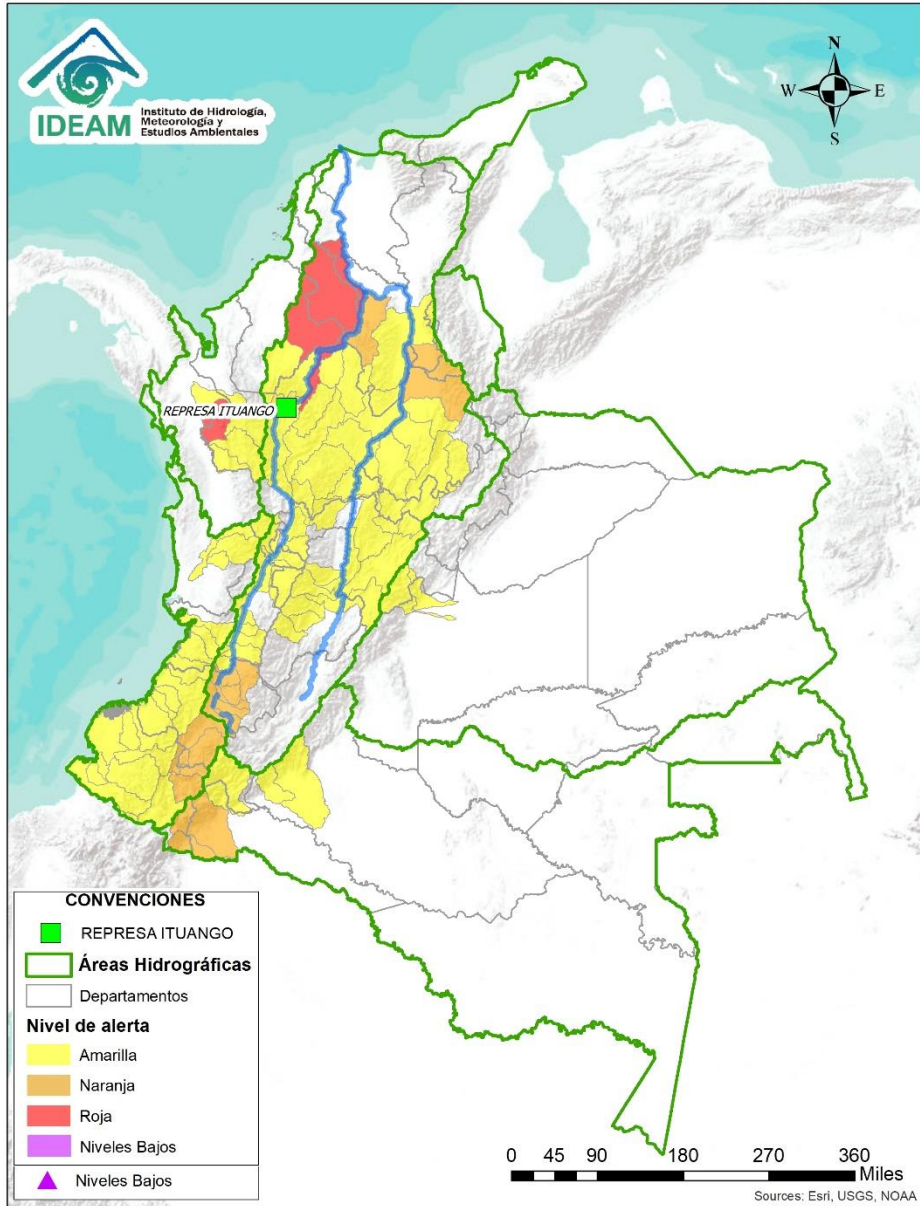 IDEAM
Instituto de Hidrología,
Meteorología y
Estudios Ambientales
N
W
E
S
REPRESA ITUANGO
CONVENCIONES
REPRESA ITUANGO
Áreas Hidrográficas
Departamentos
Nivel de alerta
Amarilla
Naranja
Roja
Niveles Bajos
Niveles Bajos
0 45 90 180 270 360
Miles
Sources: Esri, USGS, NOAA